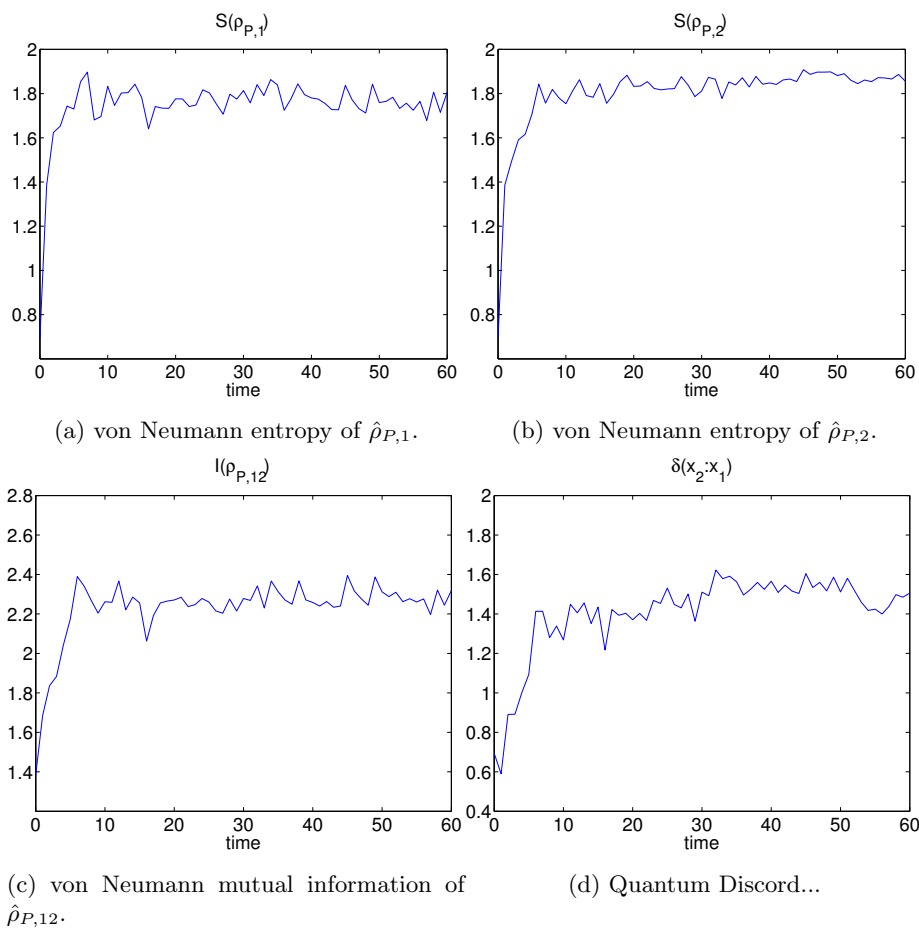 S(ρ_P,1)
2
1.8
1.6
1.4
1.2
1
0.8
0 10 20 30 40 50 60
time
(a) von Neumann entropy of ρ̂_{P,1}.
S(ρ_P,2)
2
1.8
1.6
1.4
1.2
1
0.8
0 10 20 30 40 50 60
time
(b) von Neumann entropy of ρ̂_{P,2}.
I(ρ_P,12)
2.8
2.6
2.4
2.2
2
1.8
1.6
1.4
0 10 20 30 40 50 60
time
(c) von Neumann mutual information of
ρ̂_{P,12}.
δ(x_2:x_1)
2
1.8
1.6
1.4
1.2
1
0.8
0.6
0.4
0 10 20 30 40 50 60
time
(d) Quantum Discord...